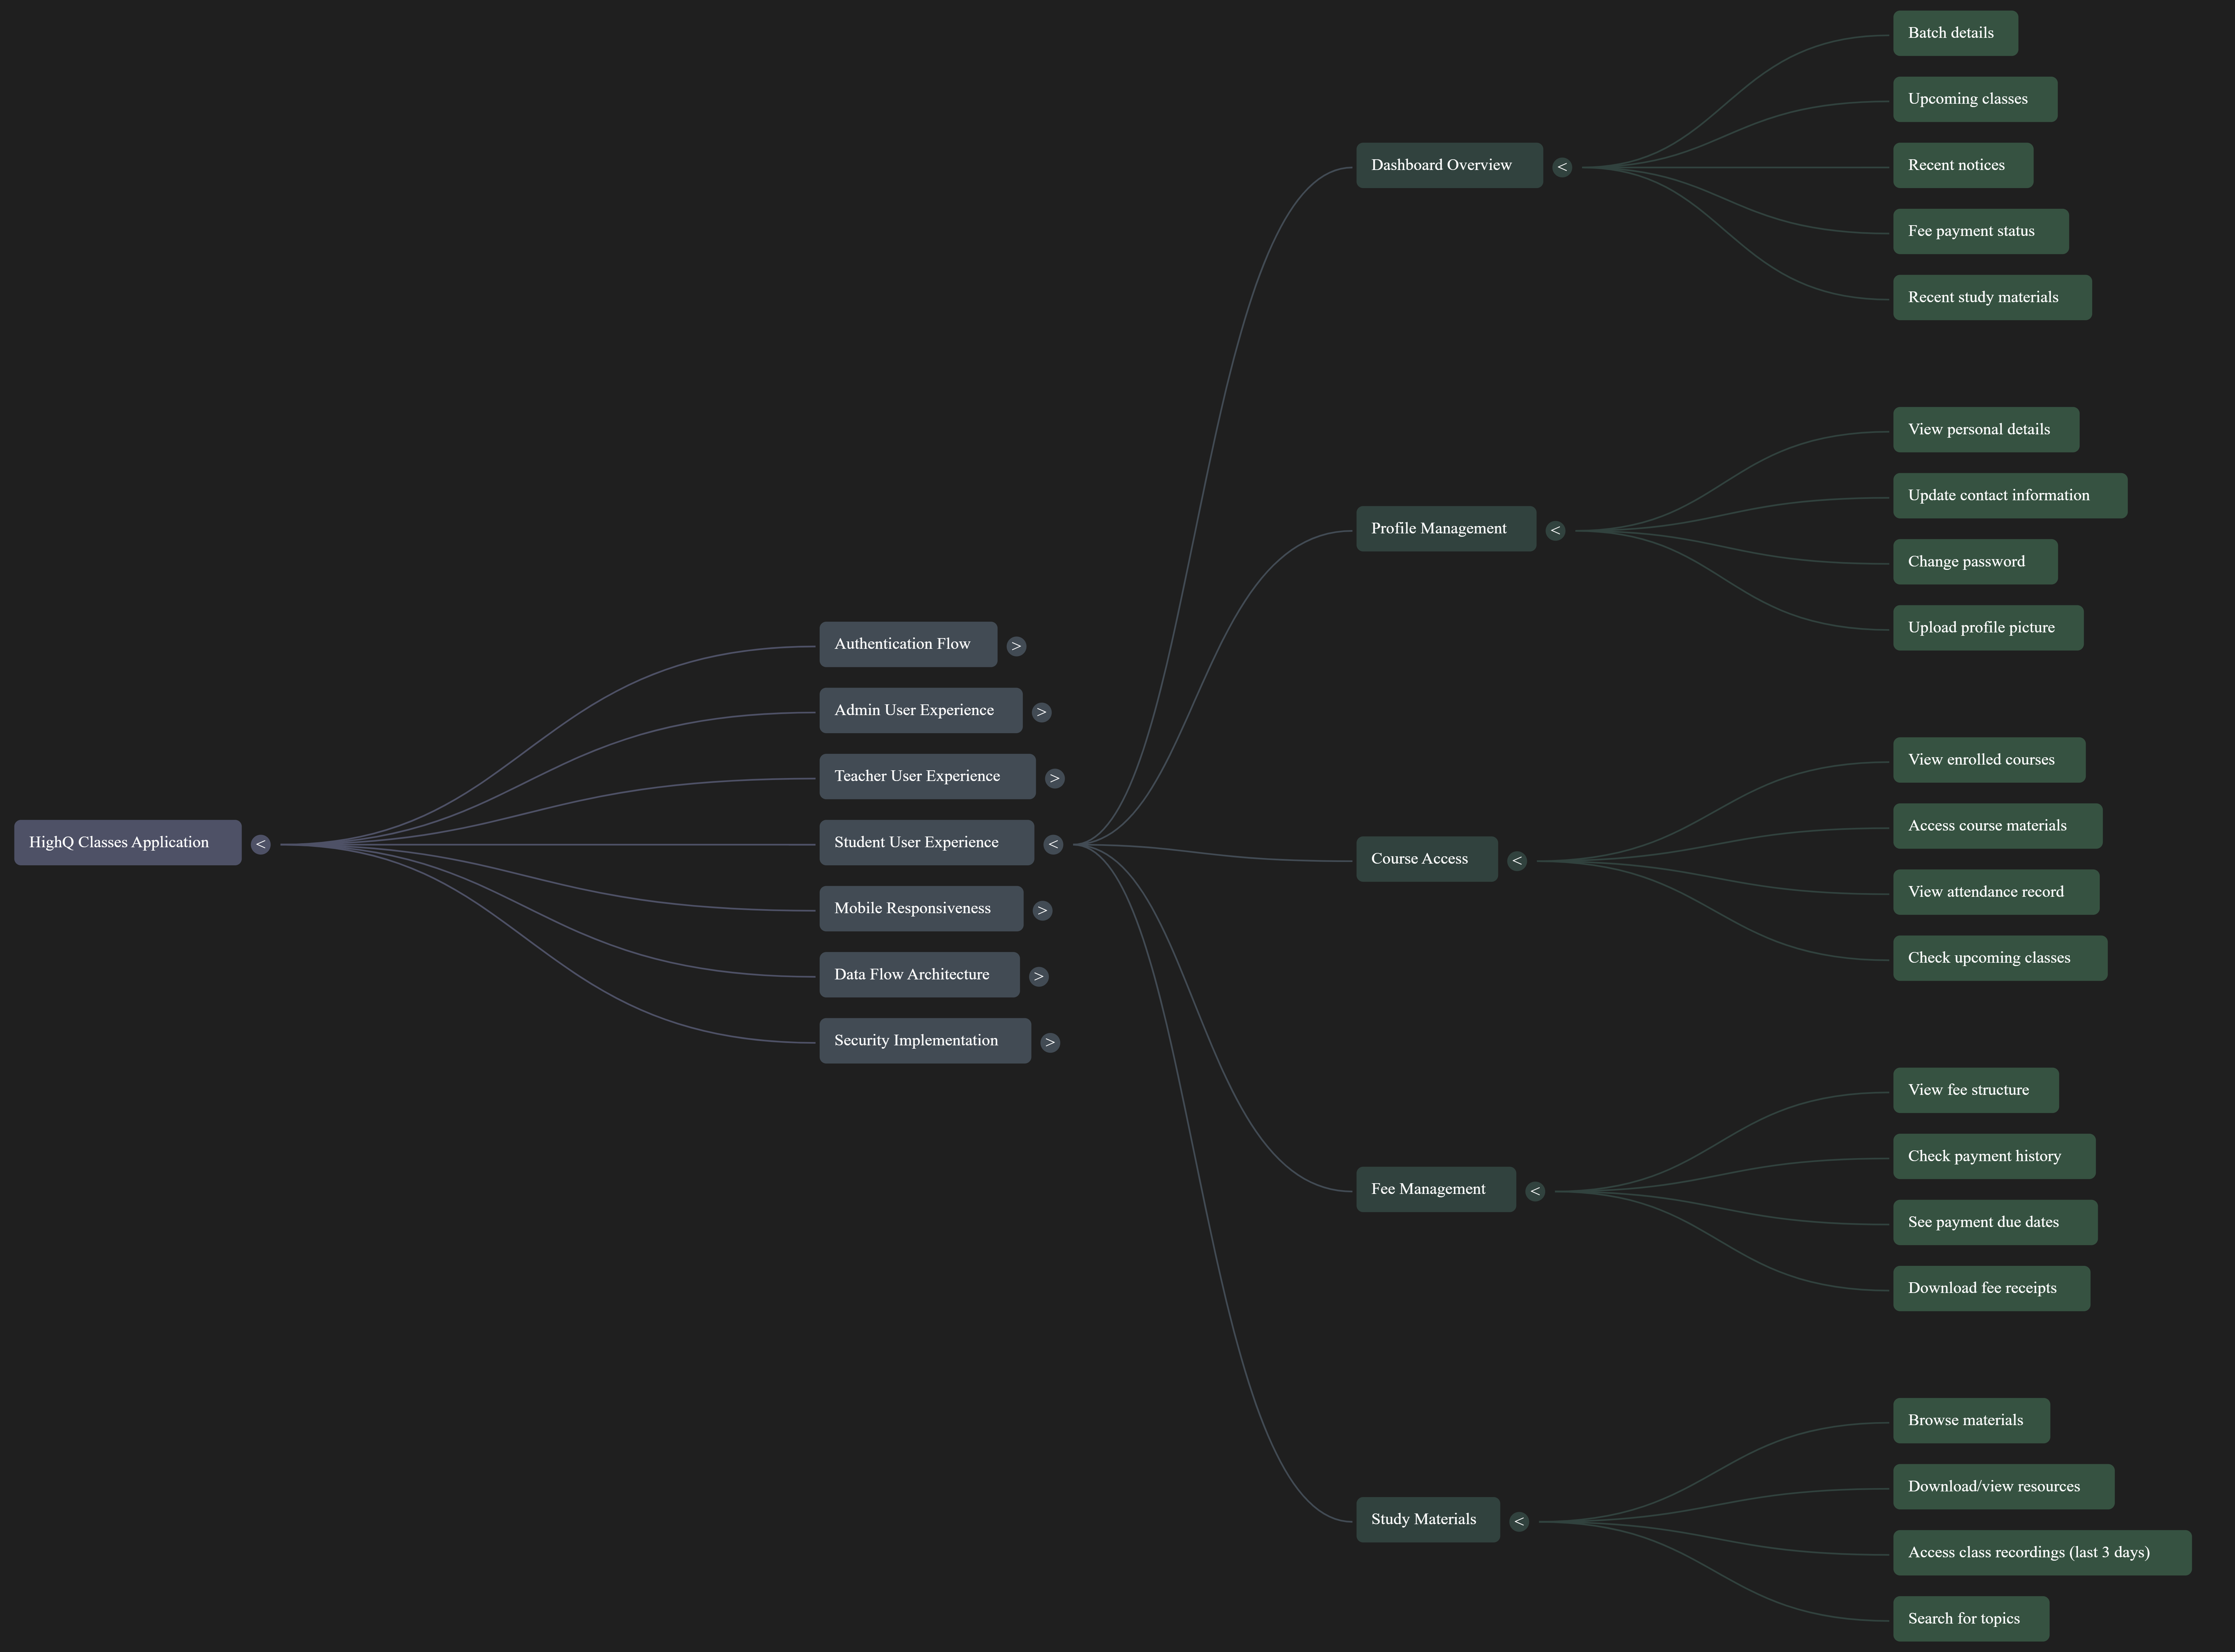 HighQ Classes Application
<
Authentication Flow
>
Admin User Experience
>
Teacher User Experience
>
Student User Experience
<
Mobile Responsiveness
>
Data Flow Architecture
>
Security Implementation
>
Dashboard Overview
<
Batch details
Upcoming classes
Recent notices
Fee payment status
Recent study materials
Profile Management
<
View personal details
Update contact information
Change password
Upload profile picture
Course Access
<
View enrolled courses
Access course materials
View attendance record
Check upcoming classes
Fee Management
<
View fee structure
Check payment history
See payment due dates
Download fee receipts
Study Materials
<
Browse materials
Download/view resources
Access class recordings (last 3 days)
Search for topics